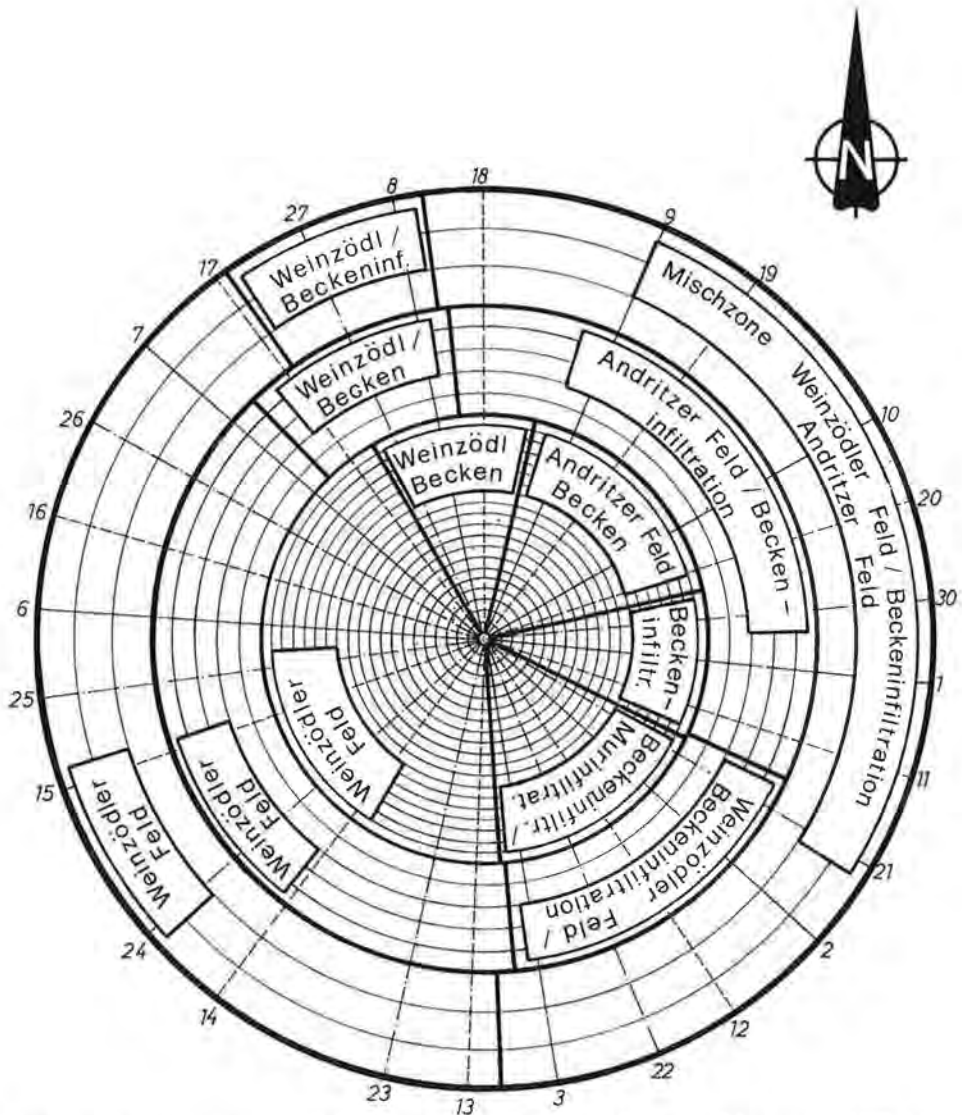 N
18
8
27
17
7
26
16
6
25
15
24
14
23
13
3
22
12
2
21
11
1
30
20
10
19
9
Weinzödl /
Beckeninf.
Weinzödl /
Becken
Weinzödl
Becken
Mischzone Weinzödler Feld / Beckeninfiltration
Andritzer Feld
Andritzer Feld / Becken –
infiltration
Andritzer Feld
Becken
Becken –
infiltr.
Beckeninfiltr. /
Murinfiltrat.
Weinzödler Feld /
Beckeninfiltration
Weinzödler
Feld
Weinzödler
Feld
Weinzödler
Feld